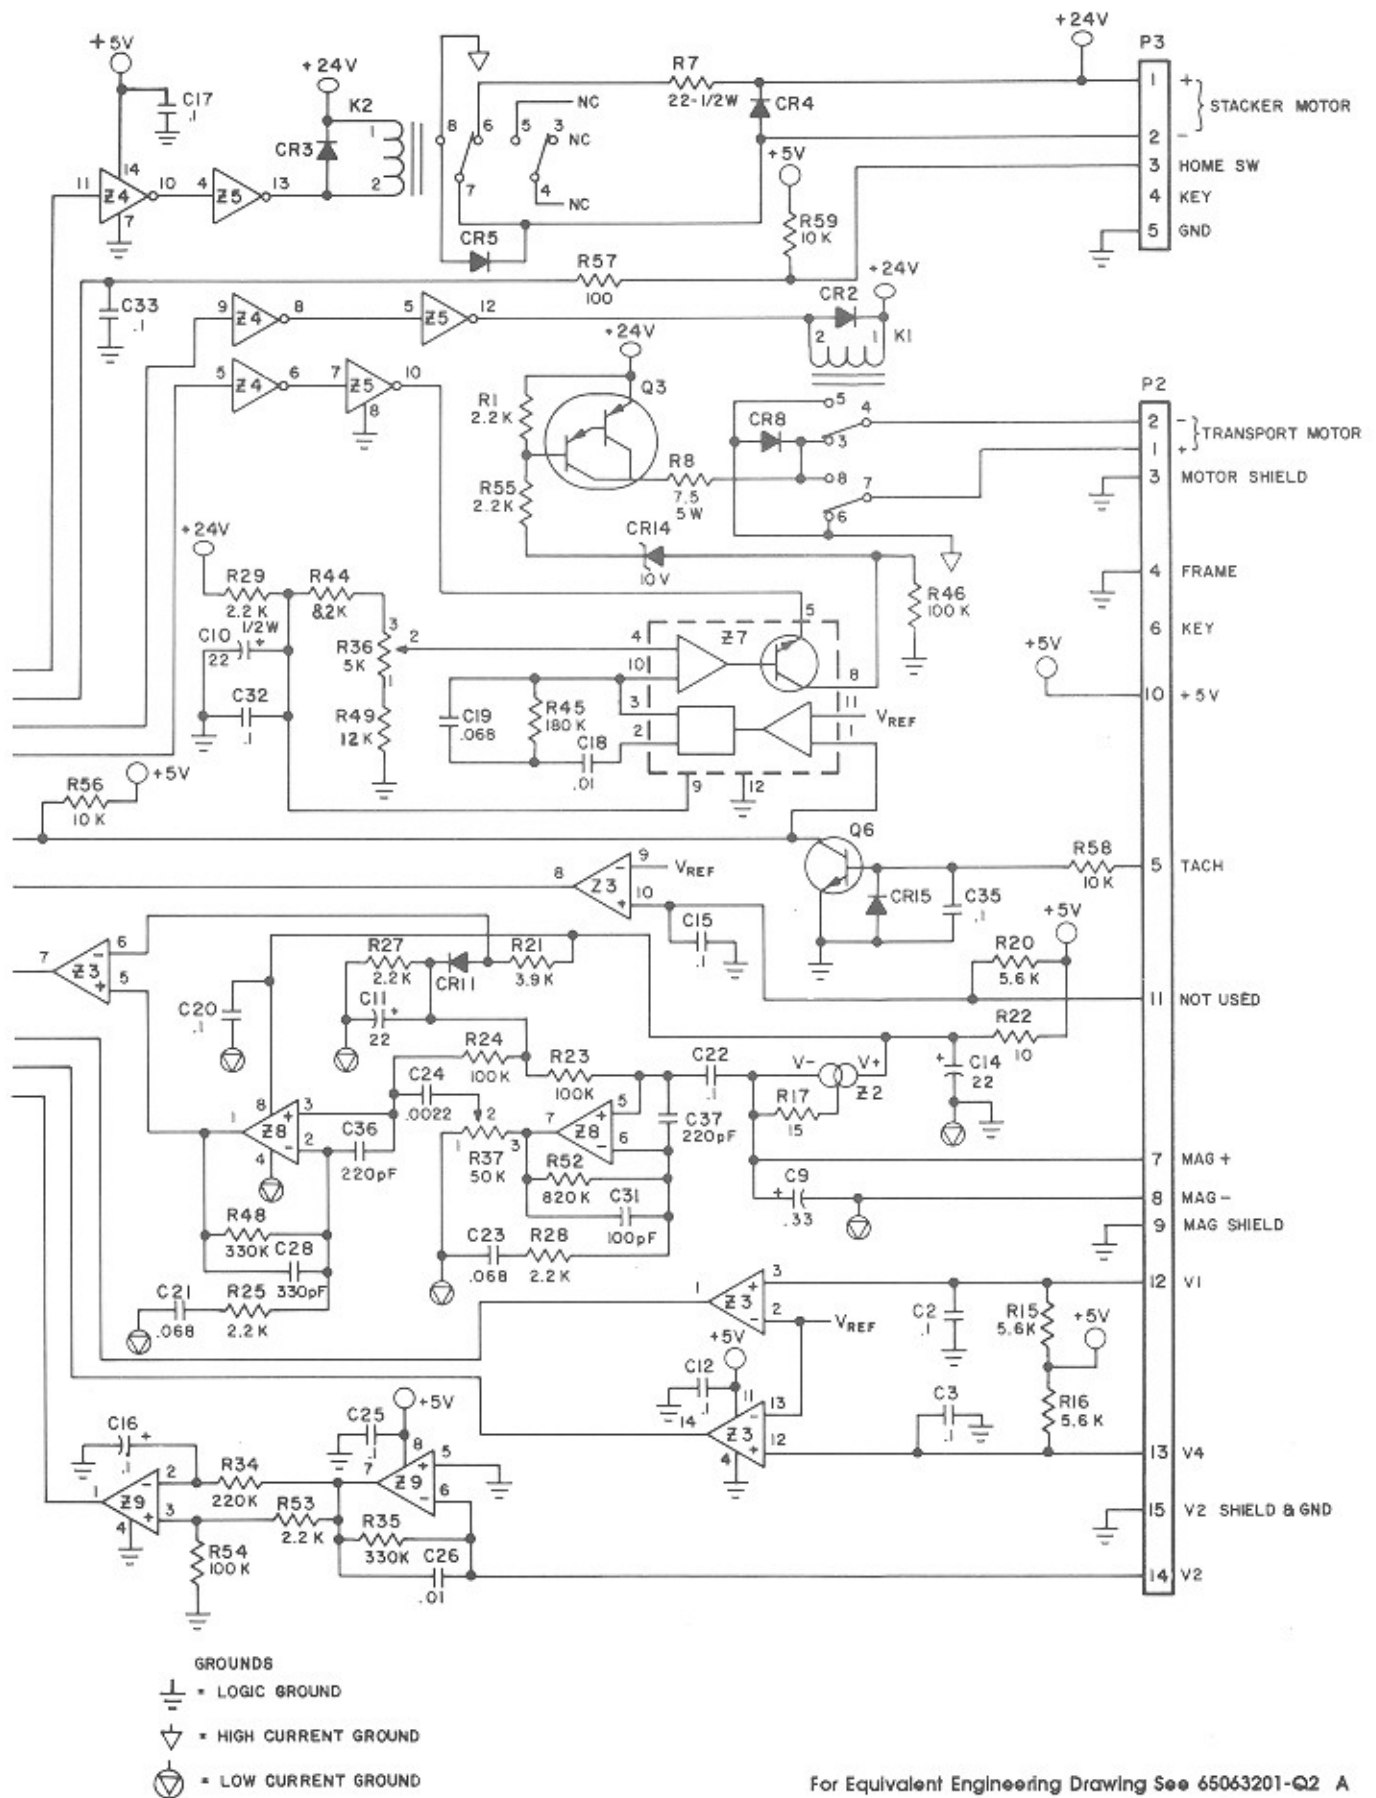 +5V
+24V
+24V
P3
C17
.1
K2
R7
22-1/2W
CR4
1 +
STACKER MOTOR
2 -
3 HOME SW
4 KEY
5 GND
NC
8 6 5 3 NC
7
4
NC
CR3
1
2
14
11 Z4 10 4 Z5 13
7
+5V
R59
10K
CR5
R57
100
+24V
CR2
2 1 K1
C33
.1
9 Z4 8 5 Z5 12
+24V
5 Z4 6 7 Z5 10
8
R1
2.2K
Q3
P2
5
4
CR8
3
2 -
TRANSPORT MOTOR
1 +
3 MOTOR SHIELD
R8
7.5
5W
8
7
6
R55
2.2K
CR14
10V
+24V
R29
2.2K
1/2W
R44
8.2K
R46
100K
4 FRAME
C10
22
+
3
R36
5K
2
1
4
10
Z7
5
8
6 KEY
+5V
10 +5V
C32
.1
R49
12K
C19
.068
R45
180K
3
2
11
VREF
1
C18
.01
9
12
R56
10K
+5V
Q6
R58
10K
5 TACH
8 Z3
9
-
VREF
10
+
CR15
C35
.1
+5V
C15
.1
R20
5.6K
7 Z3
6
-
5
+
R27
2.2K
CR11
R21
3.9K
11 NOT USED
C20
.1
C11
22
+
R22
10
R24
100K
R23
100K
C22
.1
V- V+
Z2
+
C14
22
C24
.0022
R17
15
8
1 Z8
3
+
2
-
4
C36
220pF
2
1
3
R37
50K
7 Z8
5
+
6
-
C37
220pF
7 MAG+
R52
820K
C9
+
.33
8 MAG-
R48
330K
C31
100pF
9 MAG SHIELD
C28
330pF
C23
.068
R28
2.2K
C21
.068
R25
2.2K
1 Z3
3
+
2
-
VREF
12 V1
C2
.1
R15
5.6K
+5V
+5V
C12
.1
11
13
-
14 Z3
12
+
4
C3
.1
R16
5.6K
13 V4
+5V
C25
.1
C16
+
.1
8
7 Z9
5
+
6
-
R34
220K
1 Z9
2
-
3
+
4
R53
2.2K
R35
330K
15 V2 SHIELD & GND
R54
100K
C26
.01
14 V2
GROUNDS
= LOGIC GROUND
= HIGH CURRENT GROUND
= LOW CURRENT GROUND
For Equivalent Engineering Drawing See 65063201-Q2 A